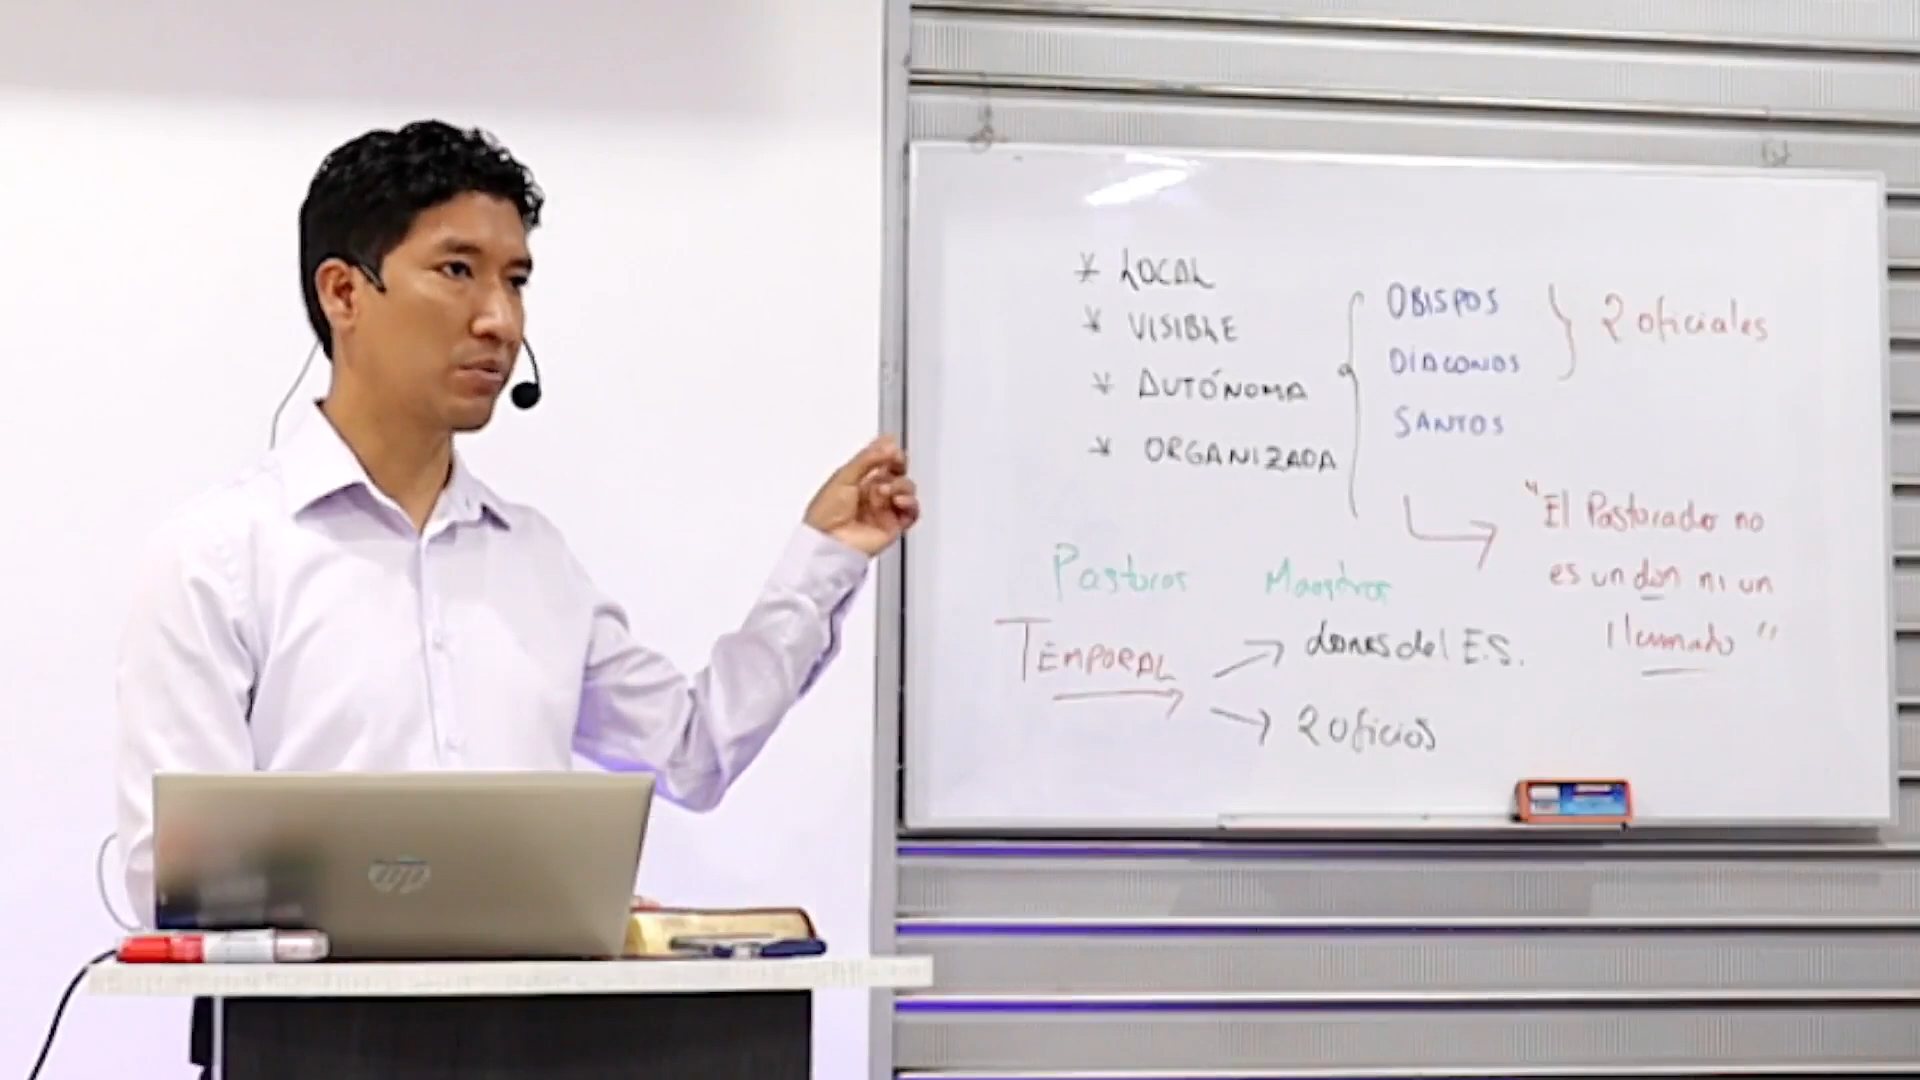 * LOCAL
* VISIBLE
* AUTÓNOMA
* ORGANIZADA
OBISPOS
DIÁCONOS
SANTOS
2 oficiales
"El Pastorado no
es un don ni un
llamado"
Pastores Maestros
TEMPORAL
dones del E.S.
2 oficios
hp